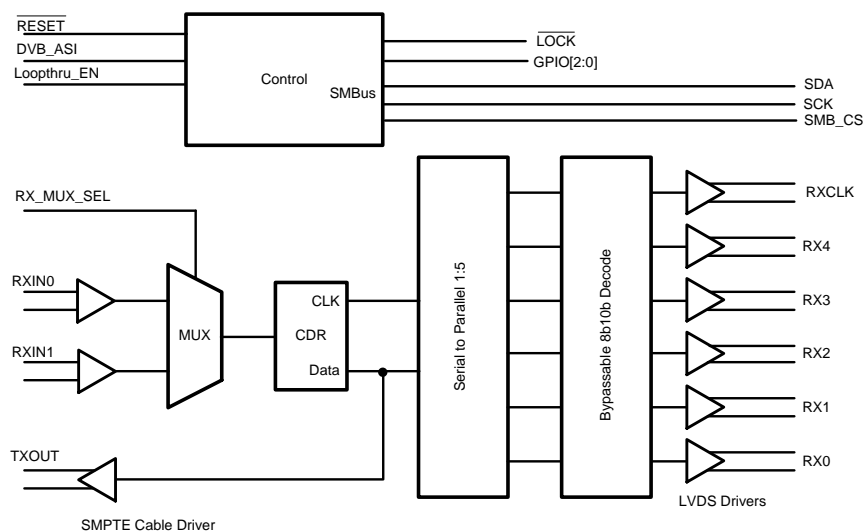 RESET
DVB_ASI
Loopthru_EN
Control
SMBus
LOCK
GPIO[2:0]
SDA
SCK
SMB_CS
RX_MUX_SEL
RXIN0
RXIN1
MUX
CLK
CDR
Data
Serial to Parallel 1:5
Bypassable 8b10b Decode
RXCLK
RX4
RX3
RX2
RX1
RX0
TXOUT
SMPTE Cable Driver
LVDS Drivers